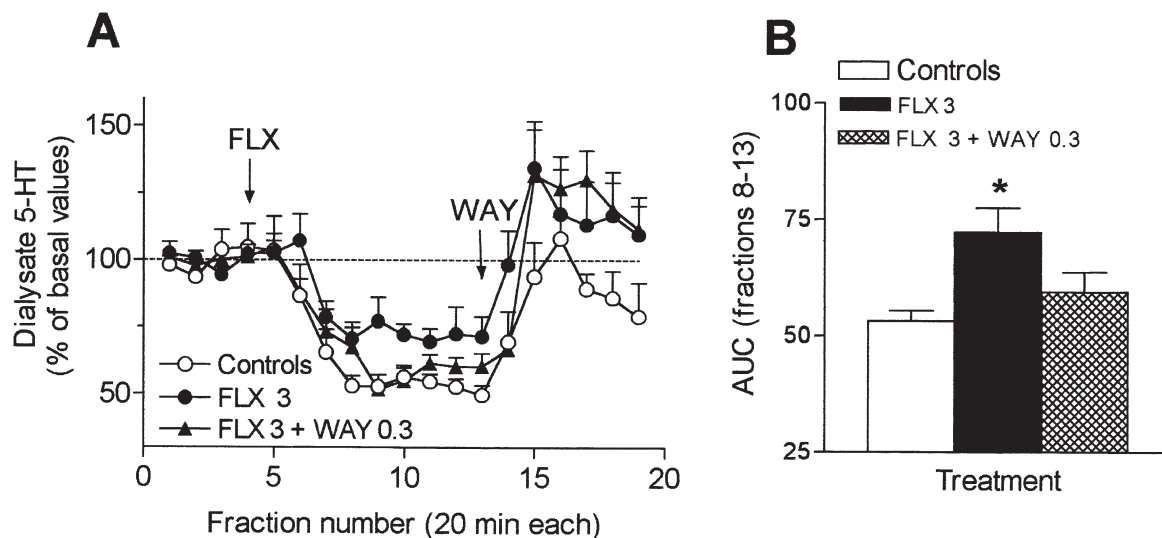 A
Dialysate 5-HT
(% of basal values)
150
100
50
FLX
WAY
Controls
FLX 3
FLX 3 + WAY 0.3
0
5
10
15
20
Fraction number (20 min each)
B
Controls
FLX 3
FLX 3 + WAY 0.3
AUC (fractions 8-13)
100
75
50
25
*
Treatment